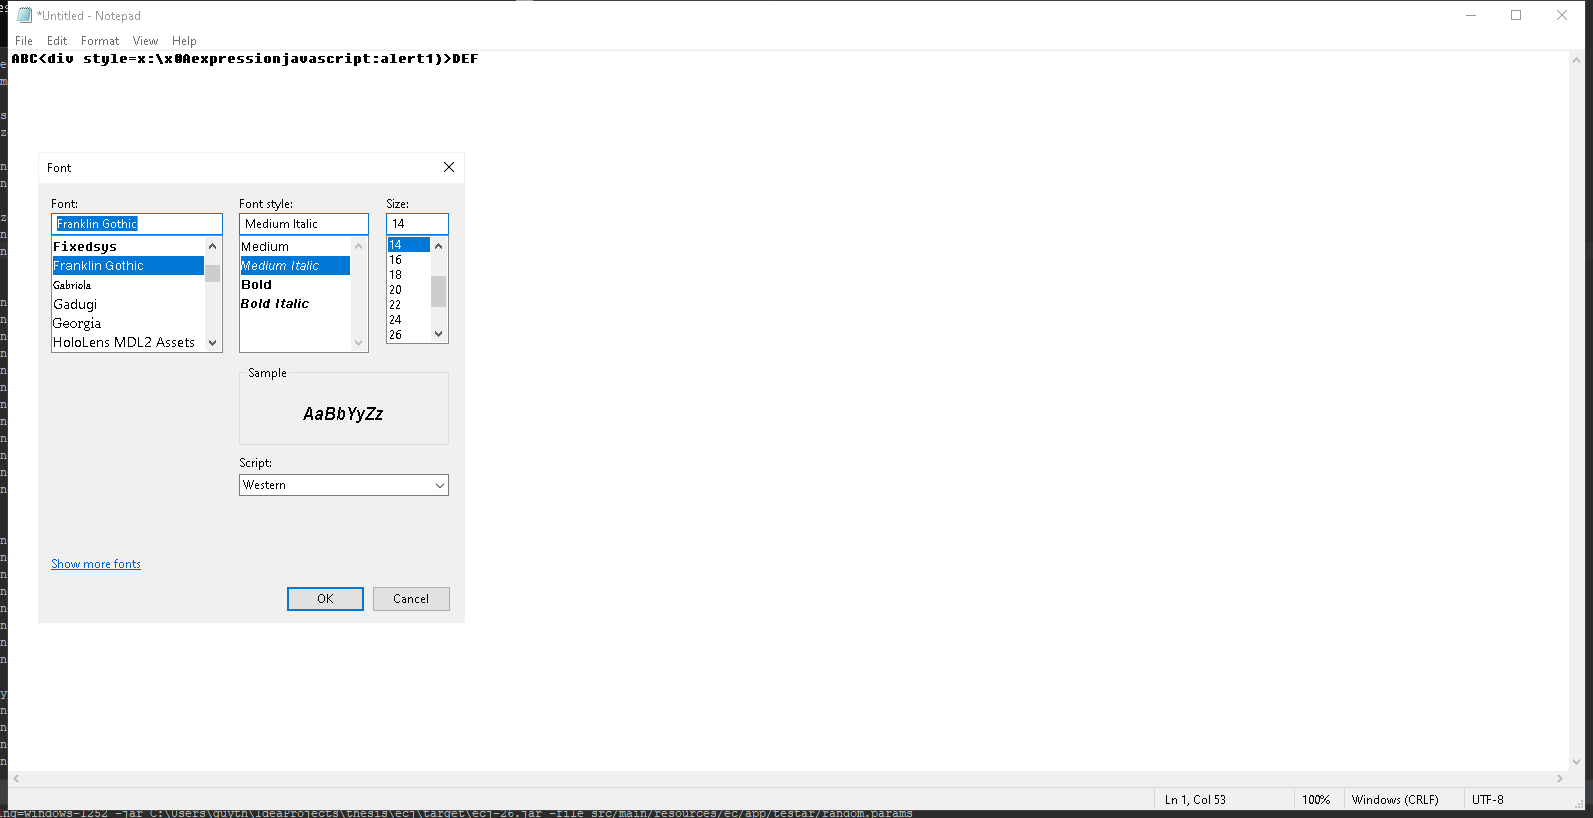 *Untitled - Notepad
File Edit Format View Help
ABC<div style=x:\x0Aexpressionjavascript:alert1)>DEF
Font
Font: Font style: Size:
Franklin Gothic Medium Italic 14
Fixedsys Medium 14
Franklin Gothic Medium Italic 16
Gabriola Bold 18
Gadugi Bold Italic 20
Georgia 22
HoloLens MDL2 Assets 24
26
Sample
AaBbYyZz
Script:
Western
Show more fonts
OK Cancel
Ln 1, Col 53 100% Windows (CRLF) UTF-8
ing=windows-1252 -jar C:\Users\guyth\IdeaProjects\thesis\ecj\target\ecj-26.jar -file src/main/resources/ec/app/testar/random.params